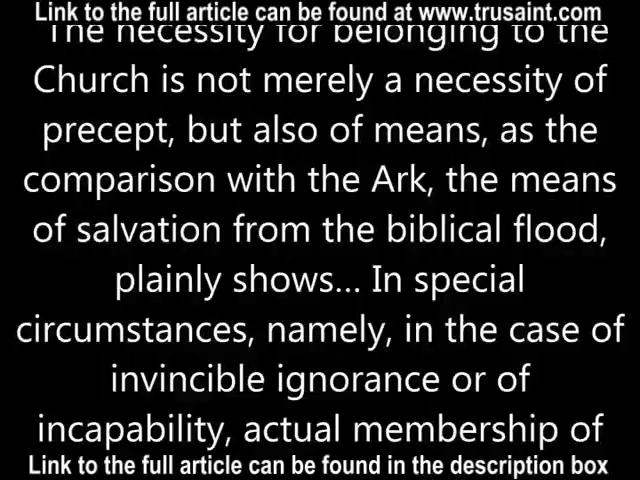 Link to the full article can be found at www.trusaint.com
"The necessity for belonging to the
Church is not merely a necessity of
precept, but also of means, as the
comparison with the Ark, the means
of salvation from the biblical flood,
plainly shows... In special
circumstances, namely, in the case of
invincible ignorance or of
incapability, actual membership of
Link to the full article can be found in the description box